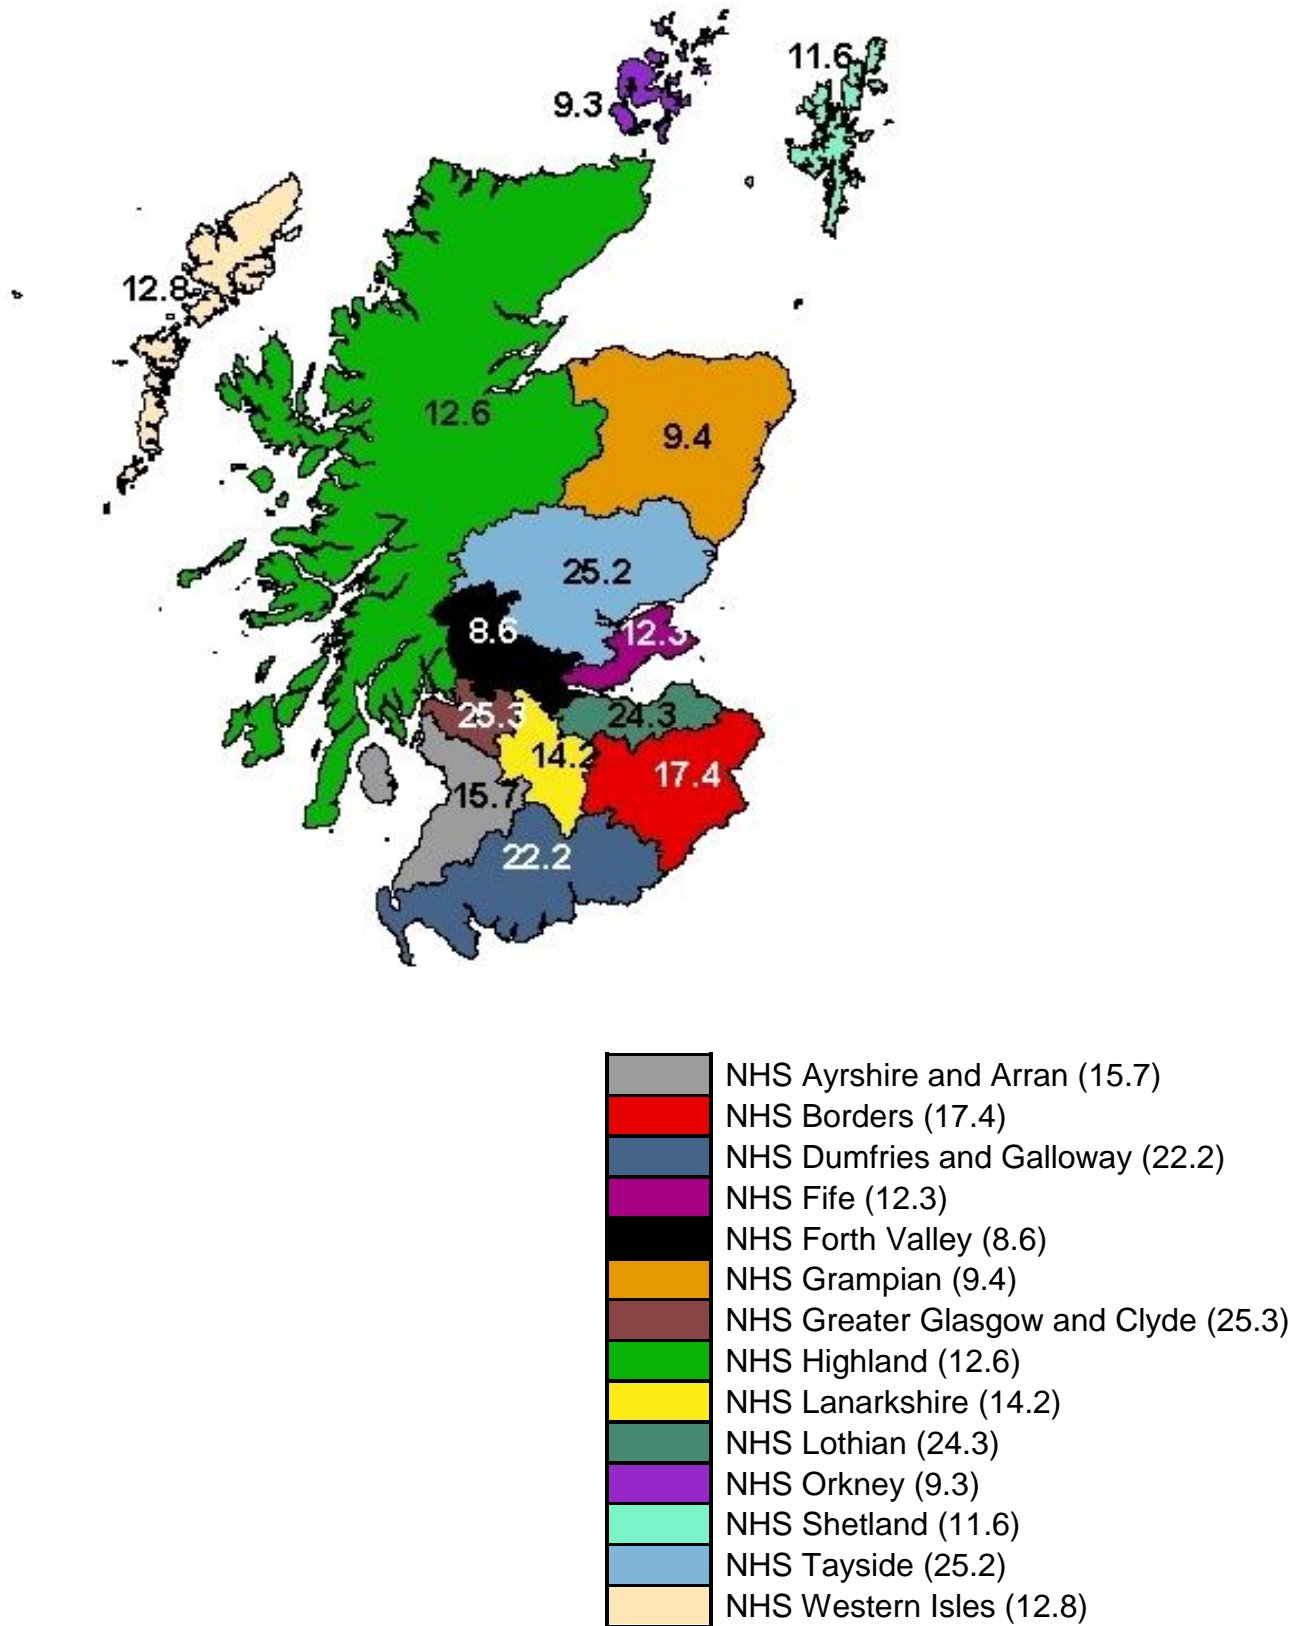 11.6
9.3
12.8
12.6
9.4
25.2
8.6
12.3
25.3
24.3
14.2
17.4
15.7
22.2
NHS Ayrshire and Arran (15.7)
NHS Borders (17.4)
NHS Dumfries and Galloway (22.2)
NHS Fife (12.3)
NHS Forth Valley (8.6)
NHS Grampian (9.4)
NHS Greater Glasgow and Clyde (25.3)
NHS Highland (12.6)
NHS Lanarkshire (14.2)
NHS Lothian (24.3)
NHS Orkney (9.3)
NHS Shetland (11.6)
NHS Tayside (25.2)
NHS Western Isles (12.8)